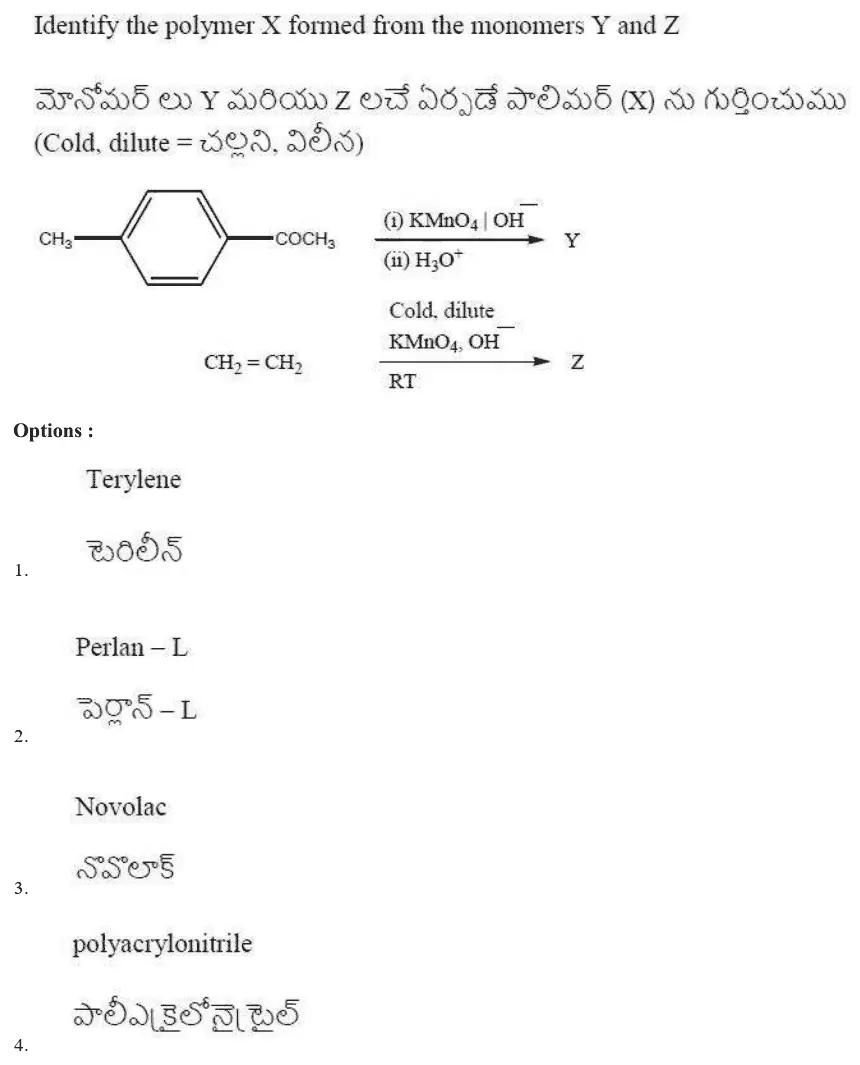 Identify the polymer X formed from the monomers Y and Z
మోనోమర్ లు Y మరియు Z లచే ఏర్పడే పాలిమర్ (X) ను గుర్తించుము
(Cold, dilute = చల్లని, విలీన)
CH₃ COCH₃ (i) KMnO₄ | OH¯ Y
(ii) H₃O⁺
Cold, dilute
KMnO₄, OH¯
CH₂ = CH₂ Z
RT
Options :
Terylene
టెరిలీన్
1.
Perlan – L
పెర్లాన్ – L
2.
Novolac
నొవొలాక్
3.
polyacrylonitrile
పాలీఎక్రైలోనైట్రైల్
4.